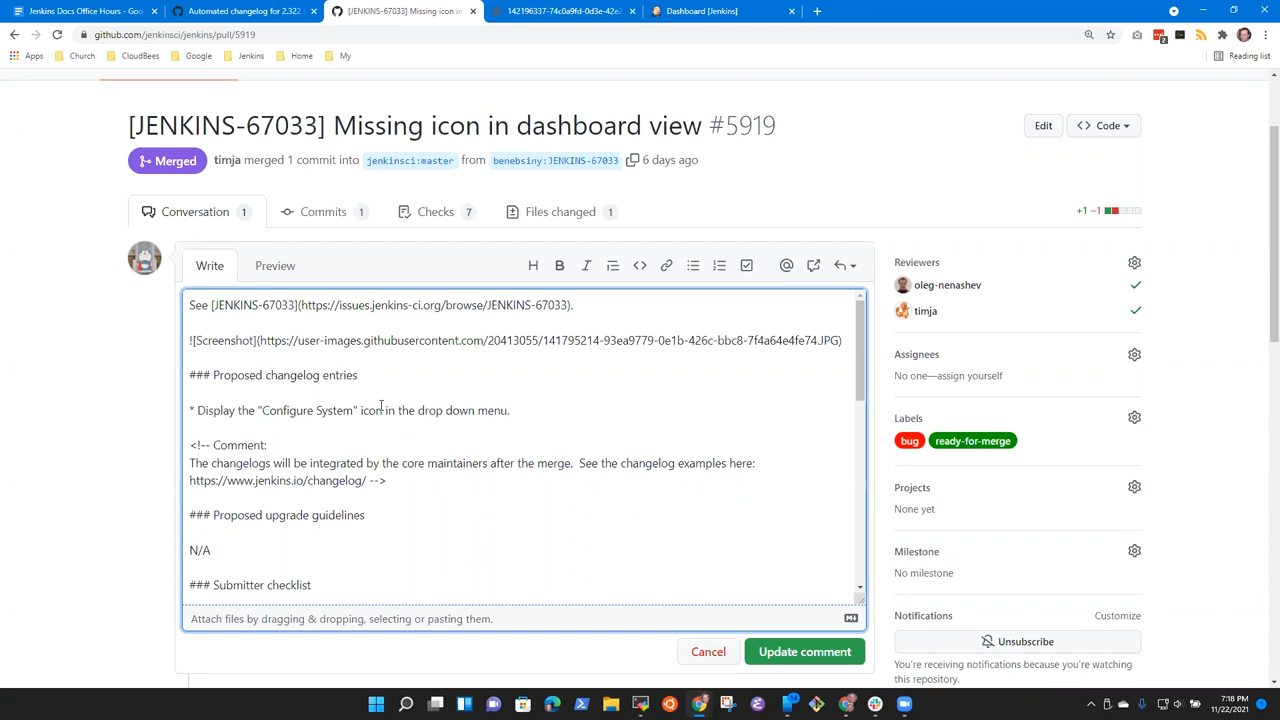 Jenkins Docs Office Hours - Goo
Automated changelog for 2.322
[JENKINS-67033] Missing icon in d
142196337-74c0a9fd-0d3e-42e2
Dashboard [Jenkins]
github.com/jenkinsci/jenkins/pull/5919
Apps
Church
CloudBees
Google
Jenkins
Home
My
Reading list
[JENKINS-67033] Missing icon in dashboard view #5919
Edit
Code
Merged
timja merged 1 commit into jenkinsci:master from benebsiny:JENKINS-67033 6 days ago
Conversation 1
Commits 1
Checks 7
Files changed 1
+1 −1
Write
Preview
See [JENKINS-67033](https://issues.jenkins-ci.org/browse/JENKINS-67033).
![Screenshot](https://user-images.githubusercontent.com/20413055/141795214-93ea9779-0e1b-426c-bbc8-7f4a64e4fe74.JPG)
### Proposed changelog entries
* Display the "Configure System" icon in the drop down menu.
<!-- Comment:
The changelogs will be integrated by the core maintainers after the merge. See the changelog examples here:
https://www.jenkins.io/changelog/ -->
### Proposed upgrade guidelines
N/A
### Submitter checklist
Attach files by dragging & dropping, selecting or pasting them.
Cancel
Update comment
Reviewers
oleg-nenashev
timja
Assignees
No one—assign yourself
Labels
bug
ready-for-merge
Projects
None yet
Milestone
No milestone
Notifications
Customize
Unsubscribe
You're receiving notifications because you're watching
this repository.
7:18 PM
11/22/2021